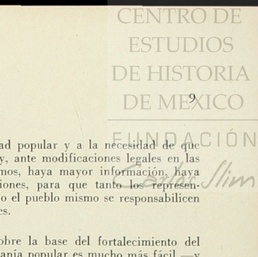 CENTRO DE
ESTUDIOS
DE HISTORIA
DE MEXICO
9
FUNDACIÓN
Carlos Slim
ad popular y a la necesidad de que
y, ante modificaciones legales en las
mos, haya mayor información, haya
iones, para que tanto los represen-
o el pueblo mismo se responsabilicen
es.
obre la base del fortalecimiento del
anía popular es mucho más fácil —y